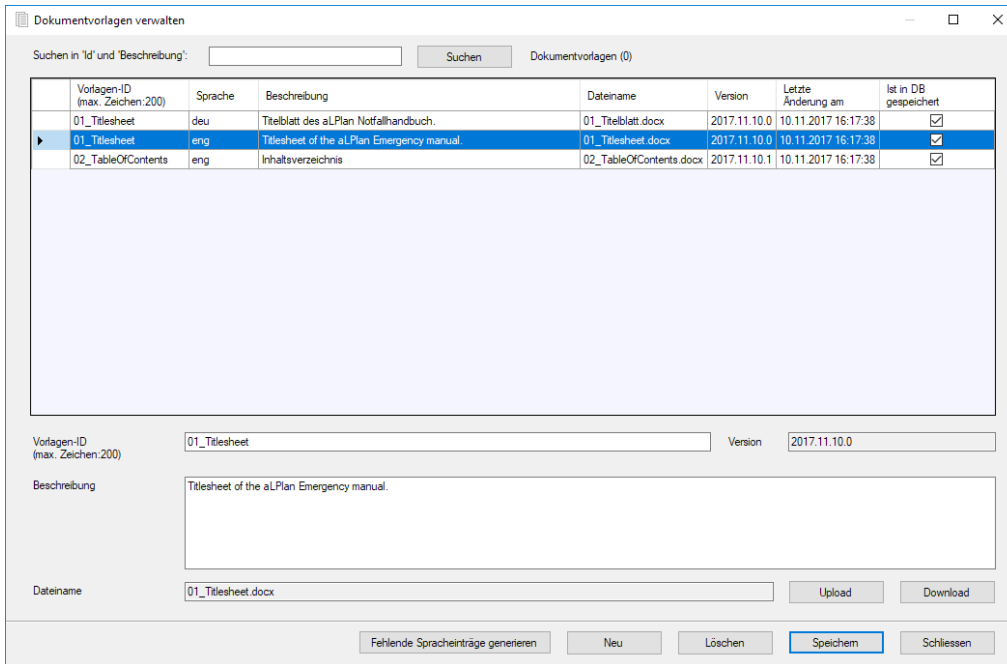 Dokumentvorlagen verwalten
Suchen in 'Id' und 'Beschreibung': Suchen Dokumentvorlagen (0)
Vorlagen-ID (max. Zeichen:200) Sprache Beschreibung Dateiname Version Letzte Änderung am Ist in DB gespeichert
01_Titlesheet deu Titelblatt des aLPlan Notfallhandbuch. 01_Titelblatt.docx 2017.11.10.0 10.11.2017 16:17:38
01_Titlesheet eng Titlesheet of the aLPlan Emergency manual. 01_Titlesheet.docx 2017.11.10.0 10.11.2017 16:17:38
02_TableOfContents eng Inhaltsverzeichnis 02_TableOfContents.docx 2017.11.10.1 10.11.2017 16:17:38
Vorlagen-ID 01_Titlesheet Version 2017.11.10.0
(max. Zeichen:200)
Beschreibung Titlesheet of the aLPlan Emergency manual.
Dateiname 01_Titlesheet.docx Upload Download
Fehlende Spracheinträge generieren Neu Löschen Speichern Schliessen